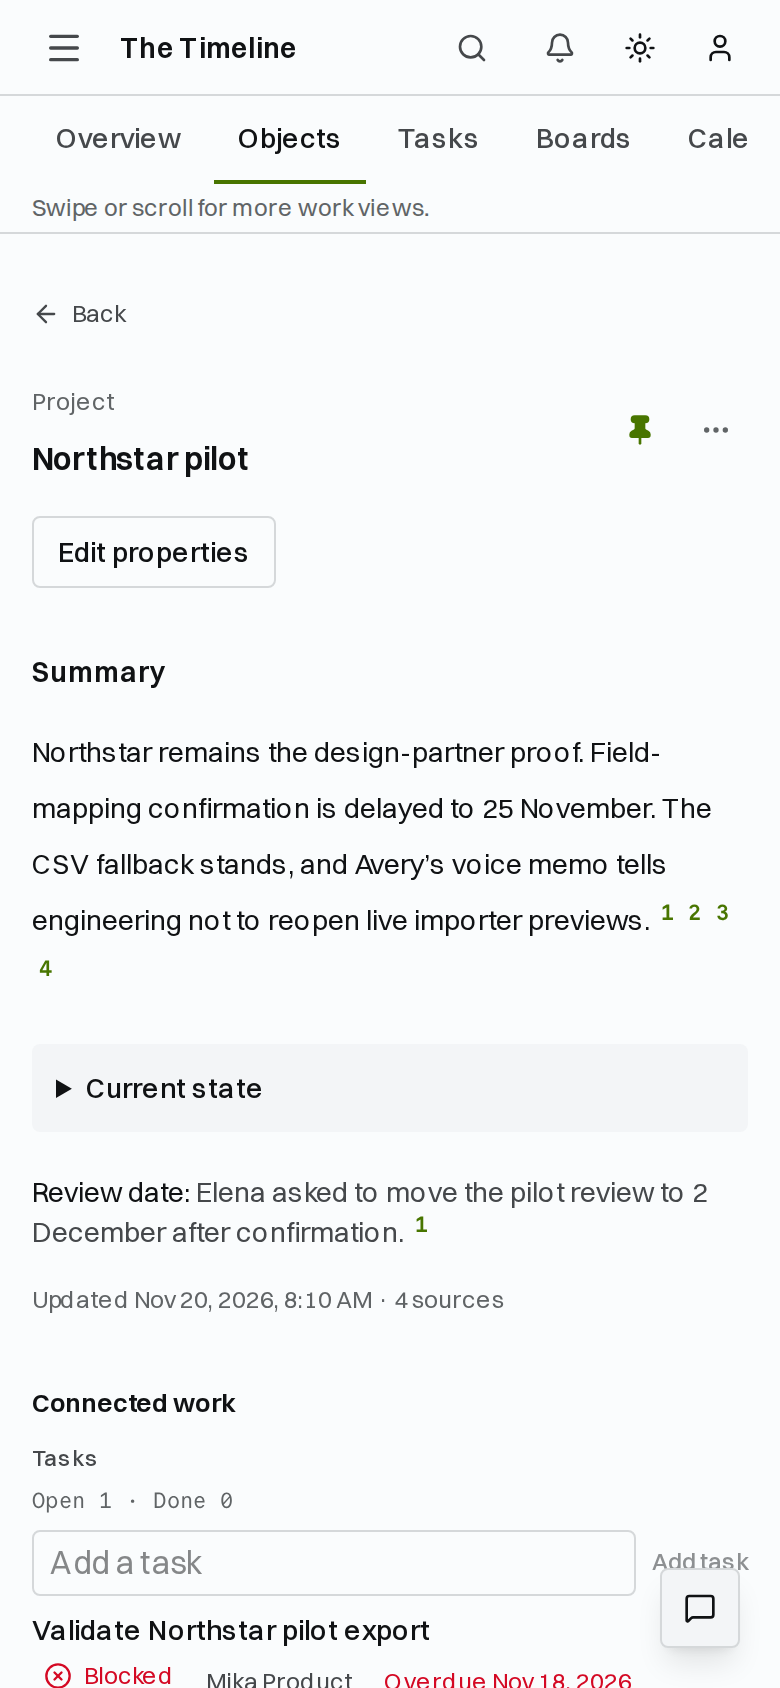 The Timeline
Overview Objects Tasks Boards Cale
Swipe or scroll for more work views.
Back
Project
Northstar pilot
Edit properties
Summary
Northstar remains the design-partner proof. Field-
mapping confirmation is delayed to 25 November. The
CSV fallback stands, and Avery’s voice memo tells
engineering not to reopen live importer previews. 1 2 3
4
Current state
Review date: Elena asked to move the pilot review to 2
December after confirmation. 1
Updated Nov 20, 2026, 8:10 AM · 4 sources
Connected work
Tasks
Open 1 · Done 0
Add a task Add task
Validate Northstar pilot export
Blocked Mika Product Overdue Nov 18, 2026